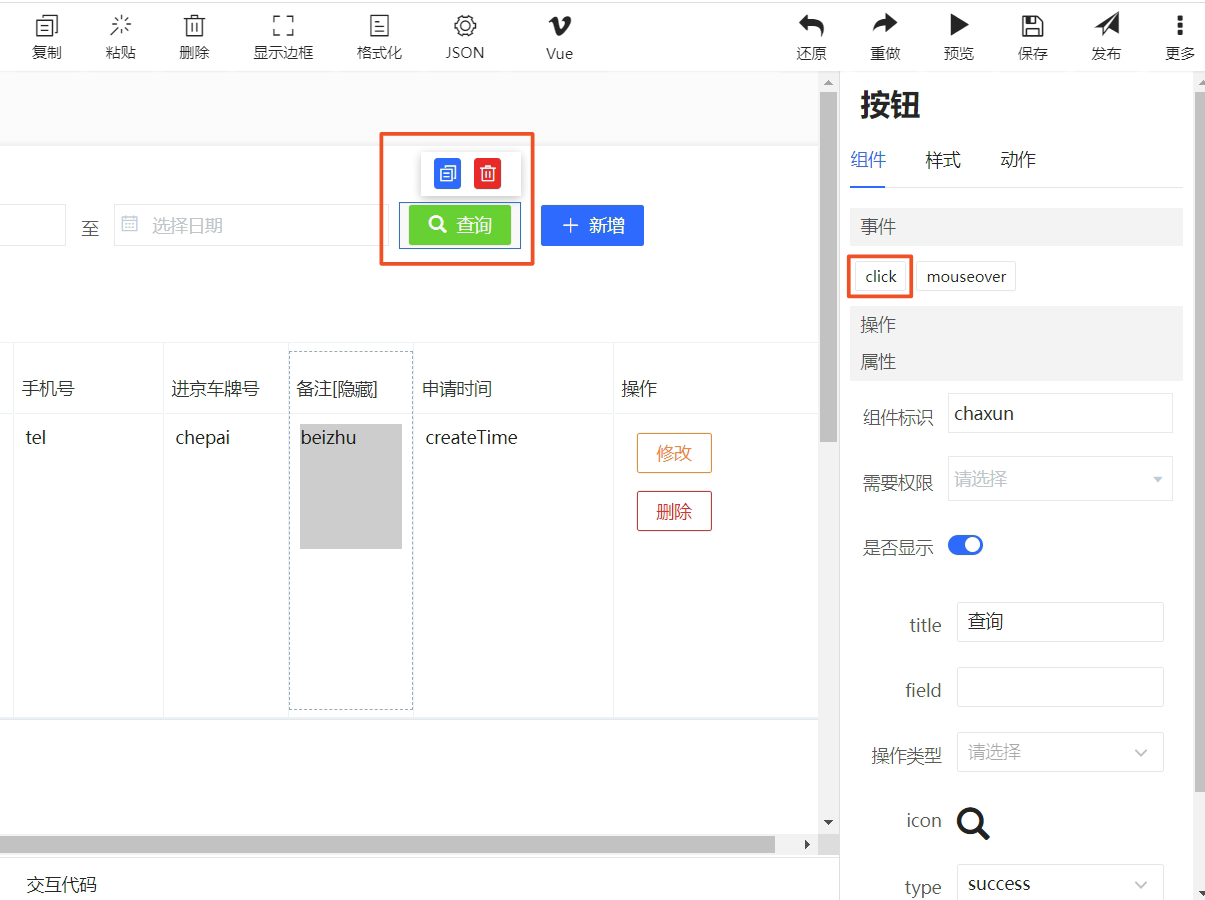 复制 粘贴 删除 显示边框 格式化 JSON Vue 还原 重做 预览 保存 发布 更多
至 选择日期 查询 新增
手机号 进京车牌号 备注[隐藏] 申请时间 操作
tel chepai beizhu createTime 修改
删除
交互代码
按钮
组件 样式 动作
事件
click mouseover
操作
属性
组件标识 chaxun
需要权限 请选择
是否显示
title 查询
field
操作类型 请选择
icon
type success